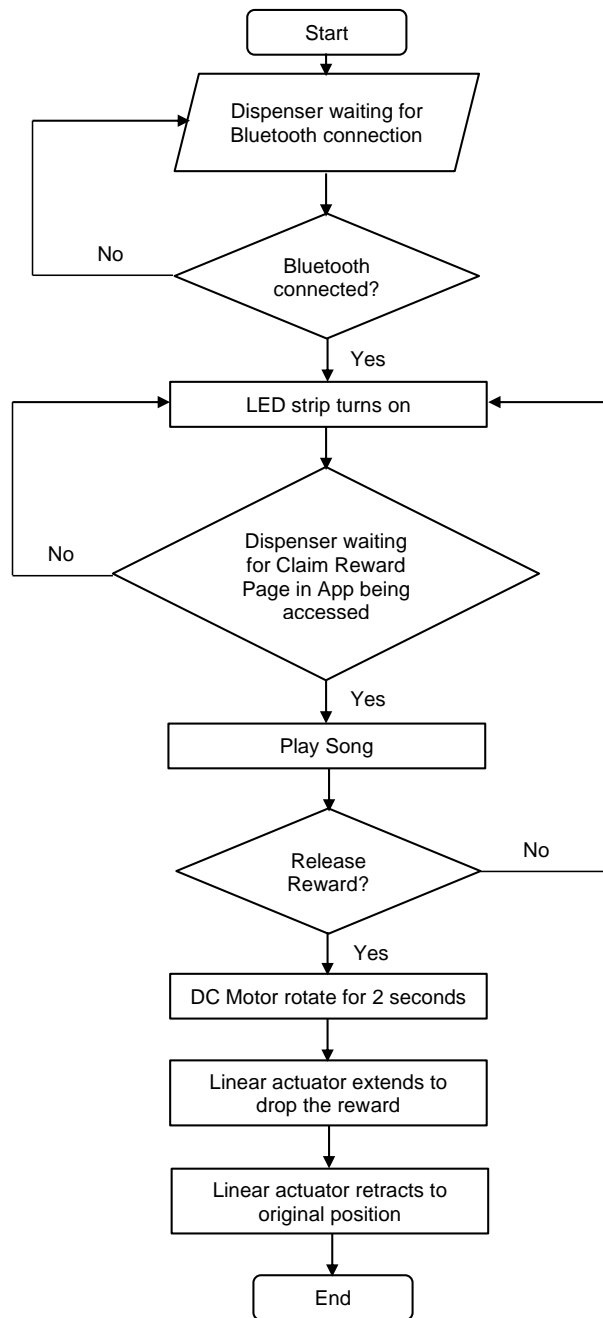 Start
Dispenser waiting for
Bluetooth connection
No
Bluetooth
connected?
Yes
LED strip turns on
No
Dispenser waiting
for Claim Reward
Page in App being
accessed
Yes
Play Song
Release
Reward?
No
Yes
DC Motor rotate for 2 seconds
Linear actuator extends to
drop the reward
Linear actuator retracts to
original position
End